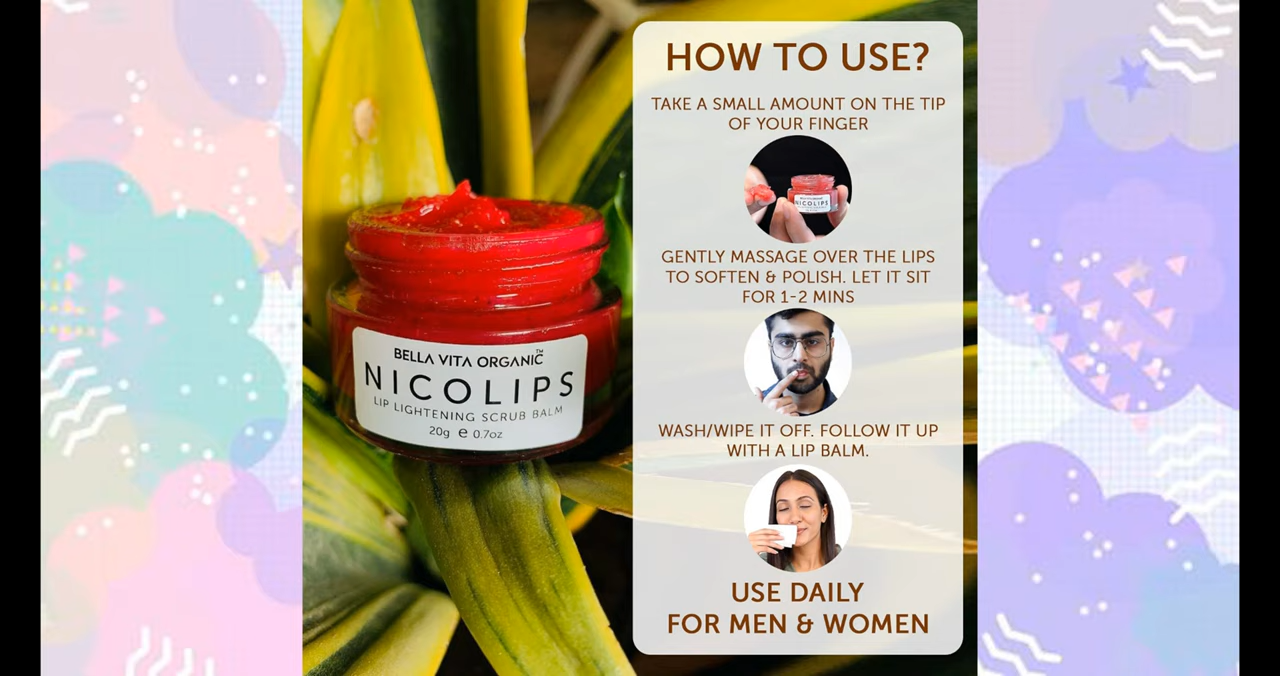 BELLA VITA ORGANIC™
NICOLIPS
LIP LIGHTENING SCRUB BALM
20g e 0.7oz
HOW TO USE?
TAKE A SMALL AMOUNT ON THE TIP
OF YOUR FINGER
NICOLIPS
GENTLY MASSAGE OVER THE LIPS
TO SOFTEN & POLISH. LET IT SIT
FOR 1-2 MINS
WASH/WIPE IT OFF. FOLLOW IT UP
WITH A LIP BALM.
USE DAILY
FOR MEN & WOMEN